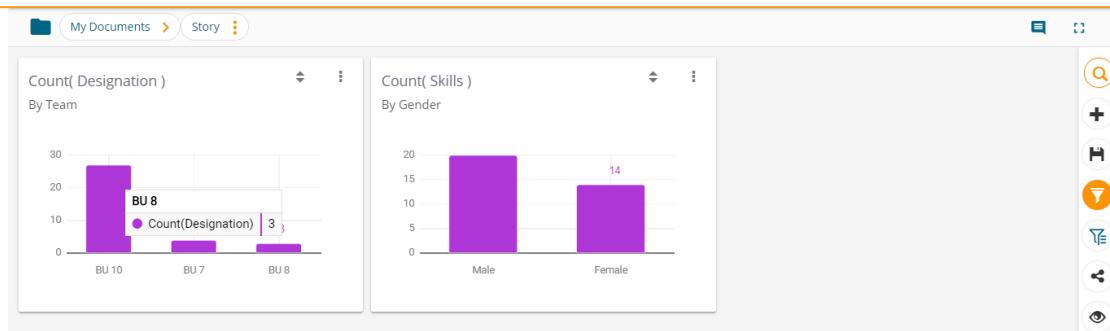 My Documents
Story
Count( Designation )
By Team
30
20
10
0
BU 8
Count(Designation) 3
3
BU 10
BU 7
BU 8
Count( Skills )
By Gender
20
15
10
5
0
14
Male
Female